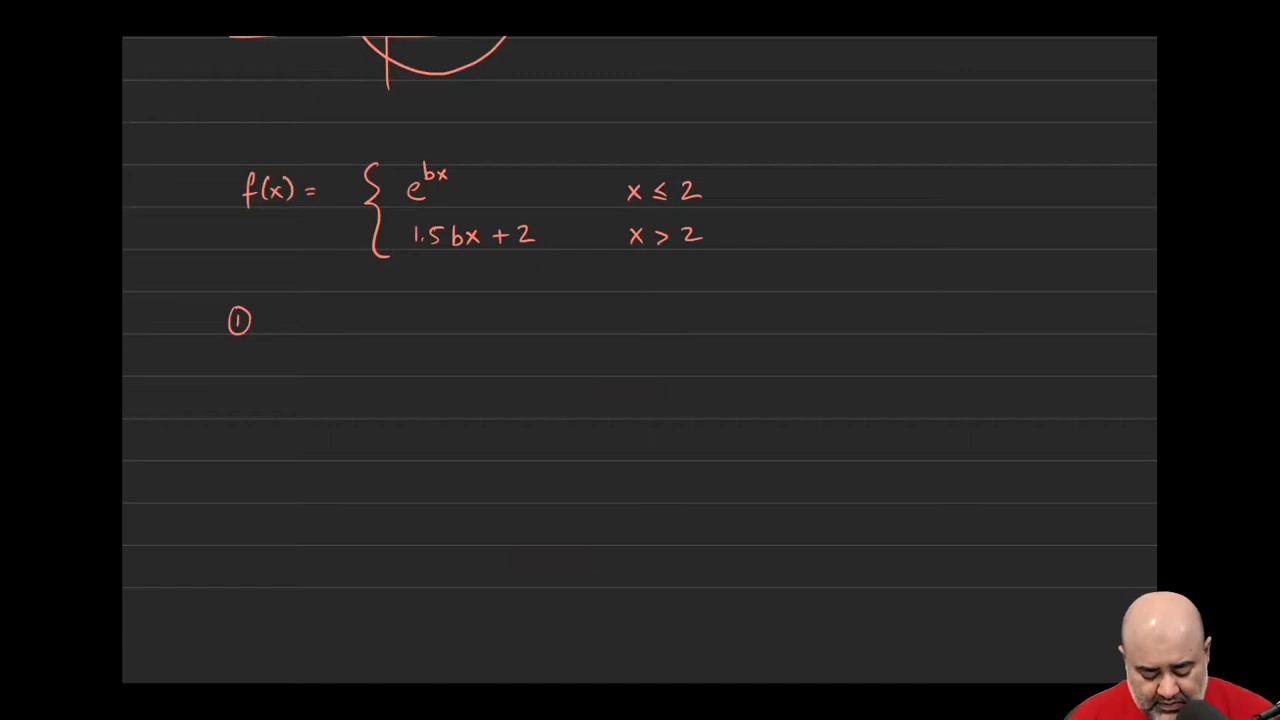 f(x) = { e^{bx} x ≤ 2
1.5bx + 2 x > 2
①